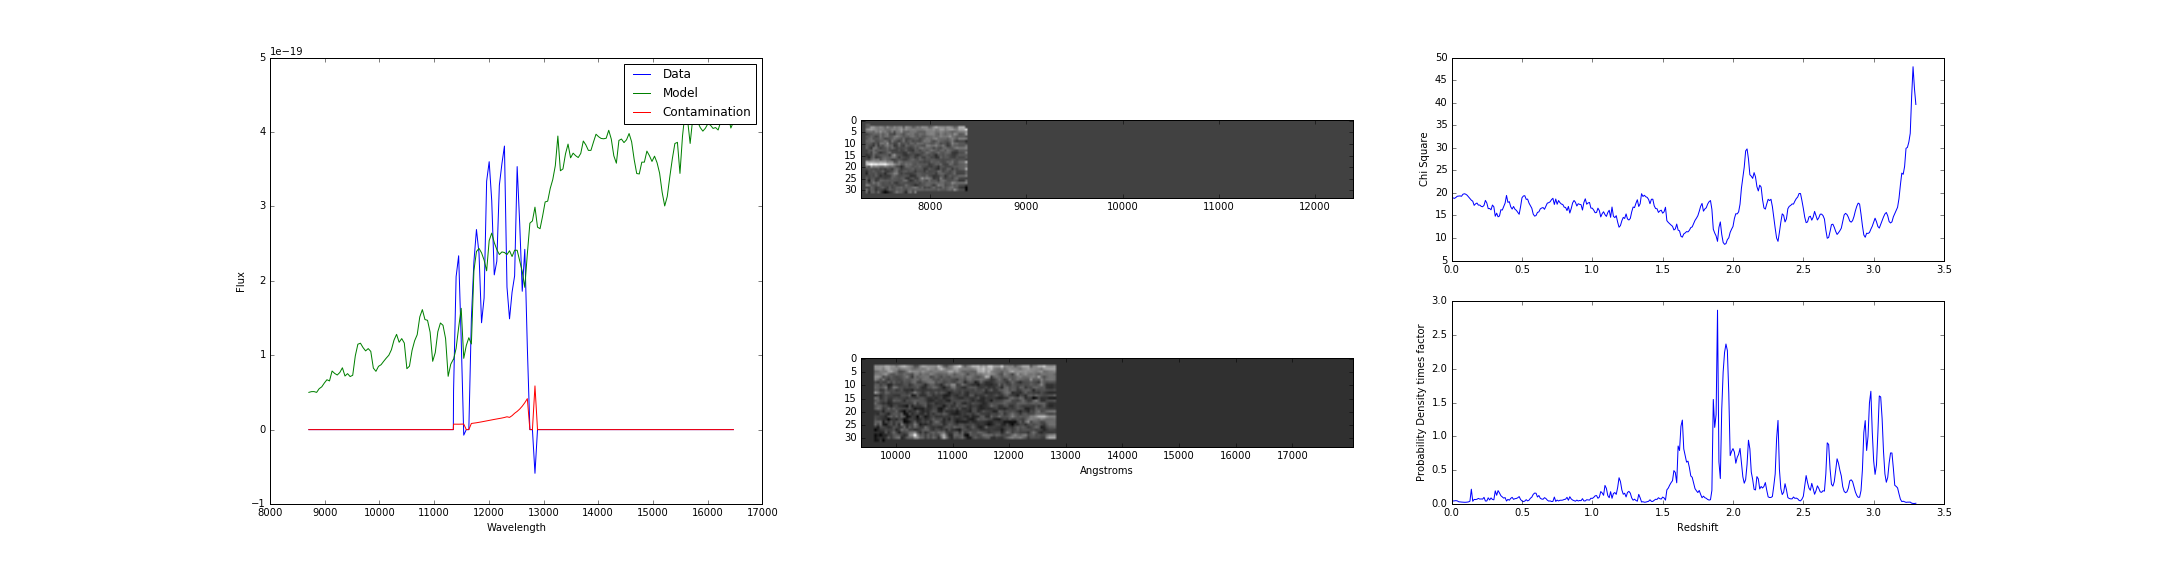 1e−19
5
4
3
2
1
0
−1
Flux
8000 9000 10000 11000 12000 13000 14000 15000 16000 17000
Wavelength
Data
Model
Contamination
0
5
10
15
20
25
30
8000 9000 10000 11000 12000
0
5
10
15
20
25
30
10000 11000 12000 13000 14000 15000 16000 17000
Angstroms
50
45
40
35
30
25
20
15
10
5
Chi Square
0.0 0.5 1.0 1.5 2.0 2.5 3.0 3.5
3.0
2.5
2.0
1.5
1.0
0.5
0.0
Probability Density times factor
0.0 0.5 1.0 1.5 2.0 2.5 3.0 3.5
Redshift